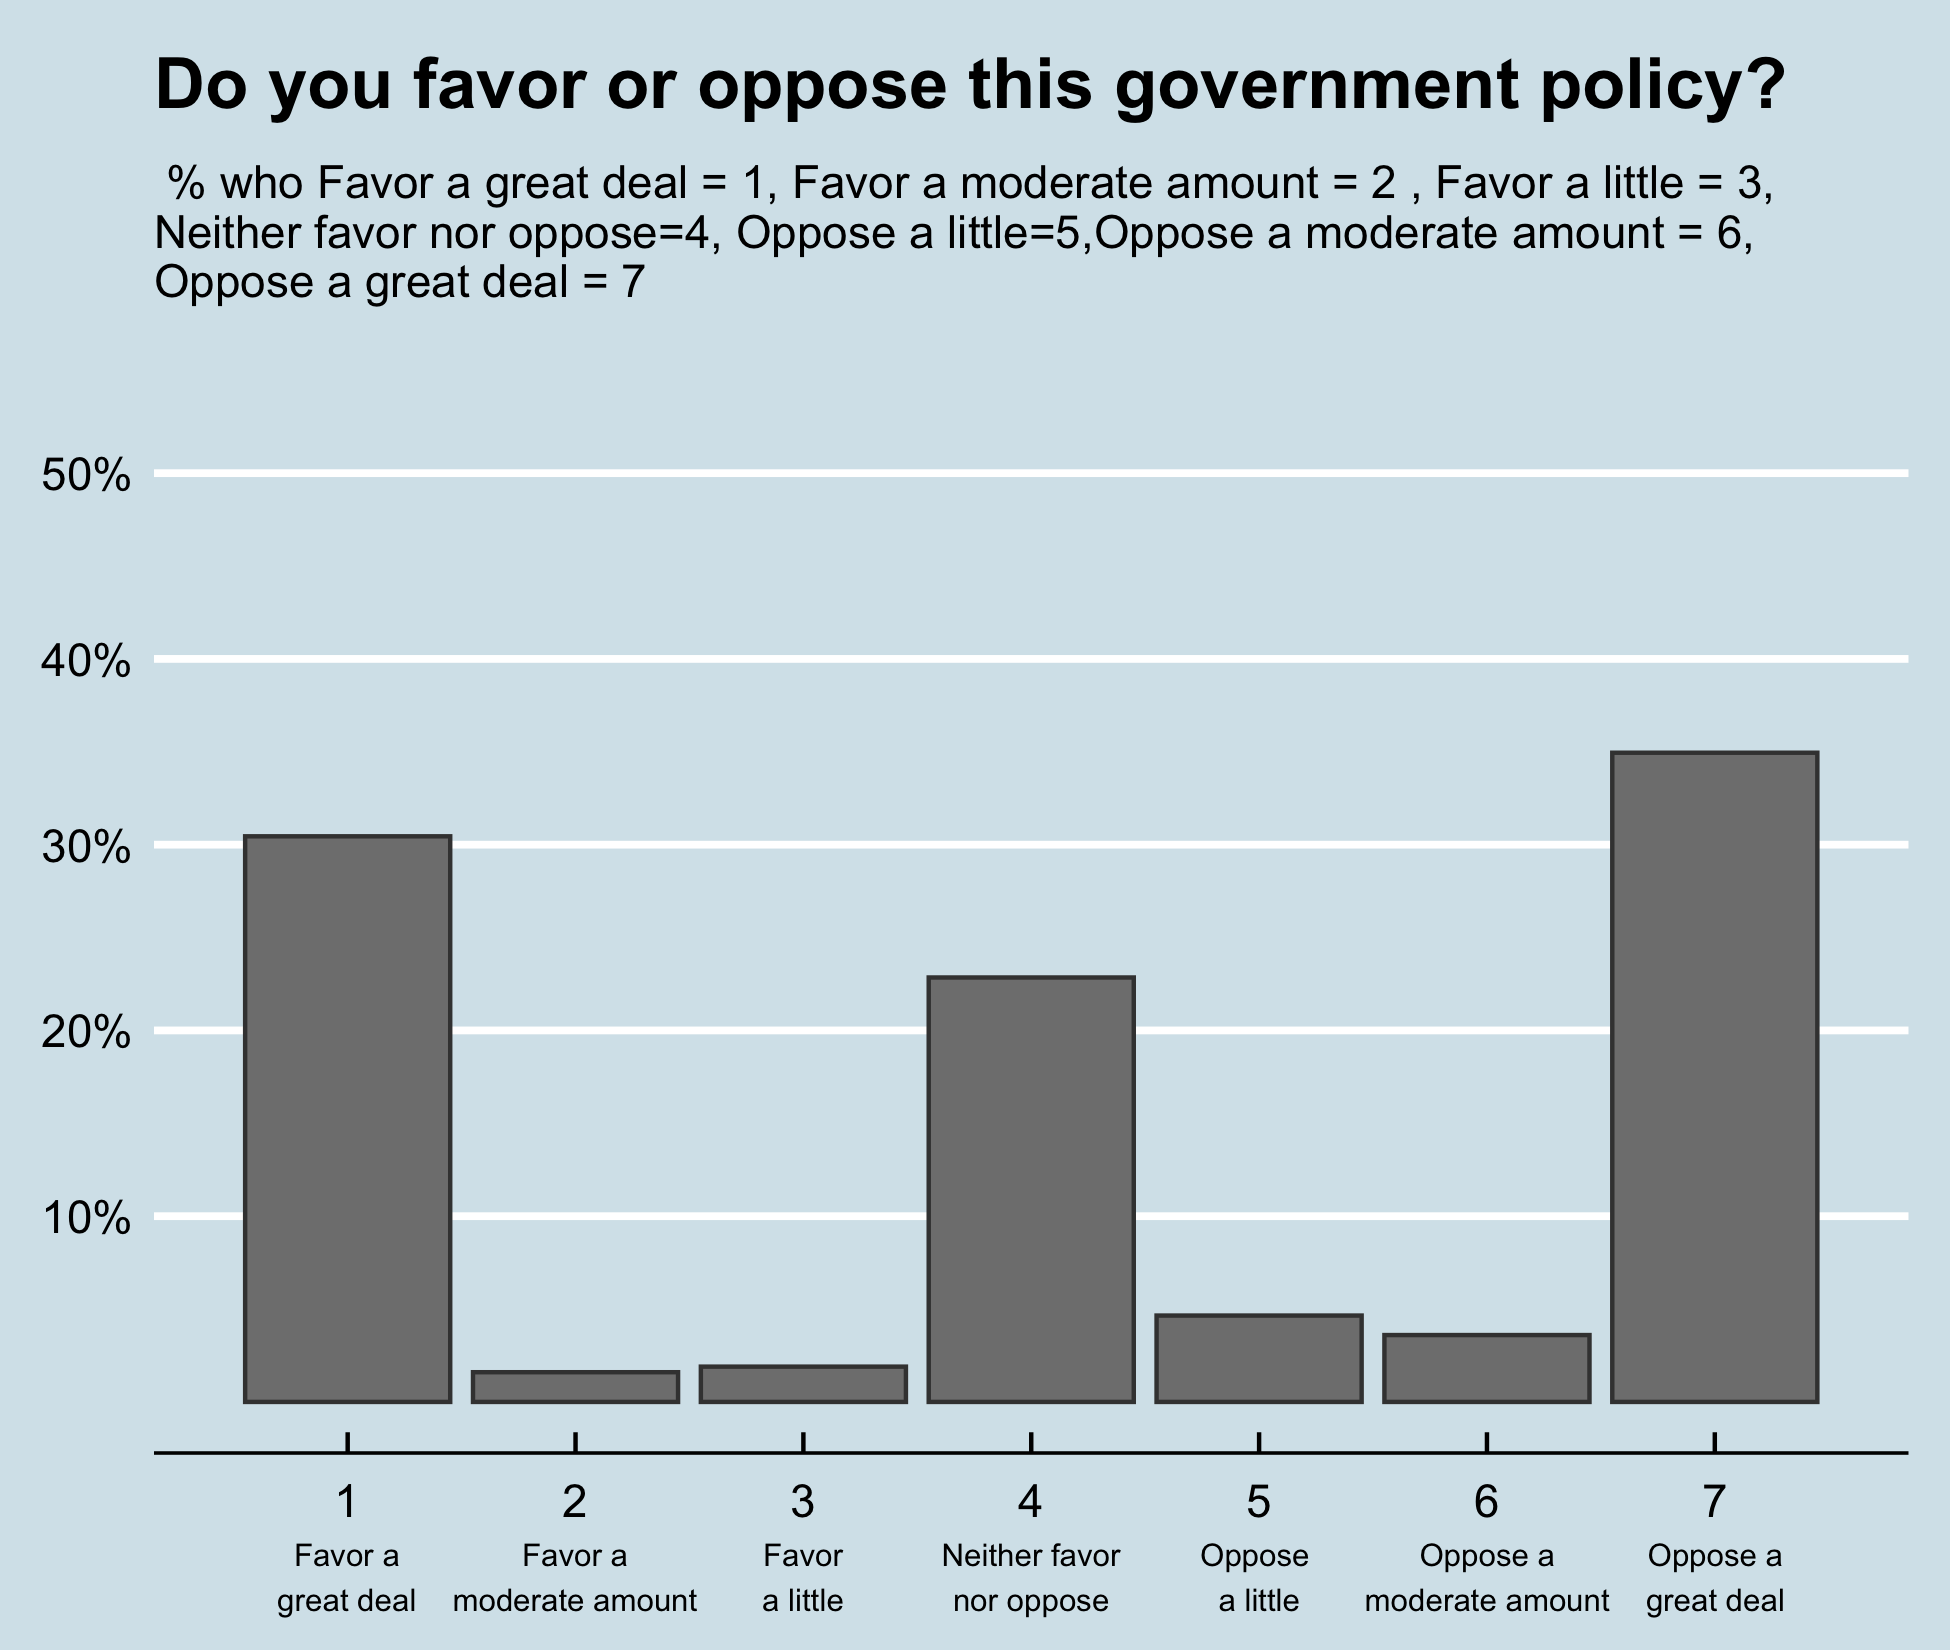 Do you favor or oppose this government policy?
% who Favor a great deal = 1, Favor a moderate amount = 2 , Favor a little = 3,
Neither favor nor oppose=4, Oppose a little=5,Oppose a moderate amount = 6,
Oppose a great deal = 7
50%
40%
30%
20%
10%
1 2 3 4 5 6 7
Favor a Favor a Favor Neither favor Oppose Oppose a Oppose a
great deal moderate amount a little nor oppose a little moderate amount great deal